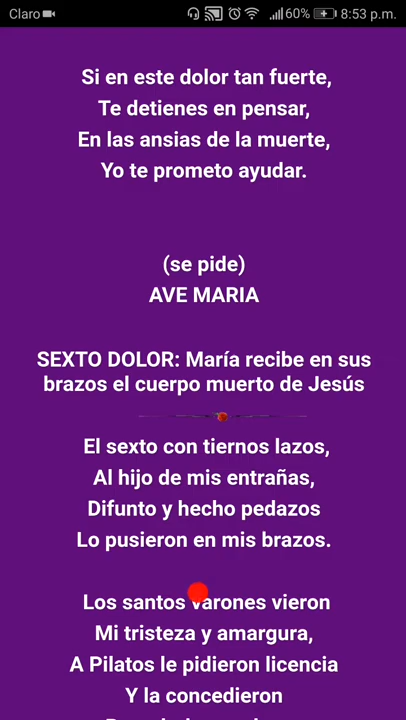 Claro 60% 8:53 p.m.
Si en este dolor tan fuerte,
Te detienes en pensar,
En las ansias de la muerte,
Yo te prometo ayudar.
(se pide)
AVE MARIA
SEXTO DOLOR: María recibe en sus
brazos el cuerpo muerto de Jesús
El sexto con tiernos lazos,
Al hijo de mis entrañas,
Difunto y hecho pedazos
Lo pusieron en mis brazos.
Los santos varones vieron
Mi tristeza y amargura,
A Pilatos le pidieron licencia
Y la concedieron